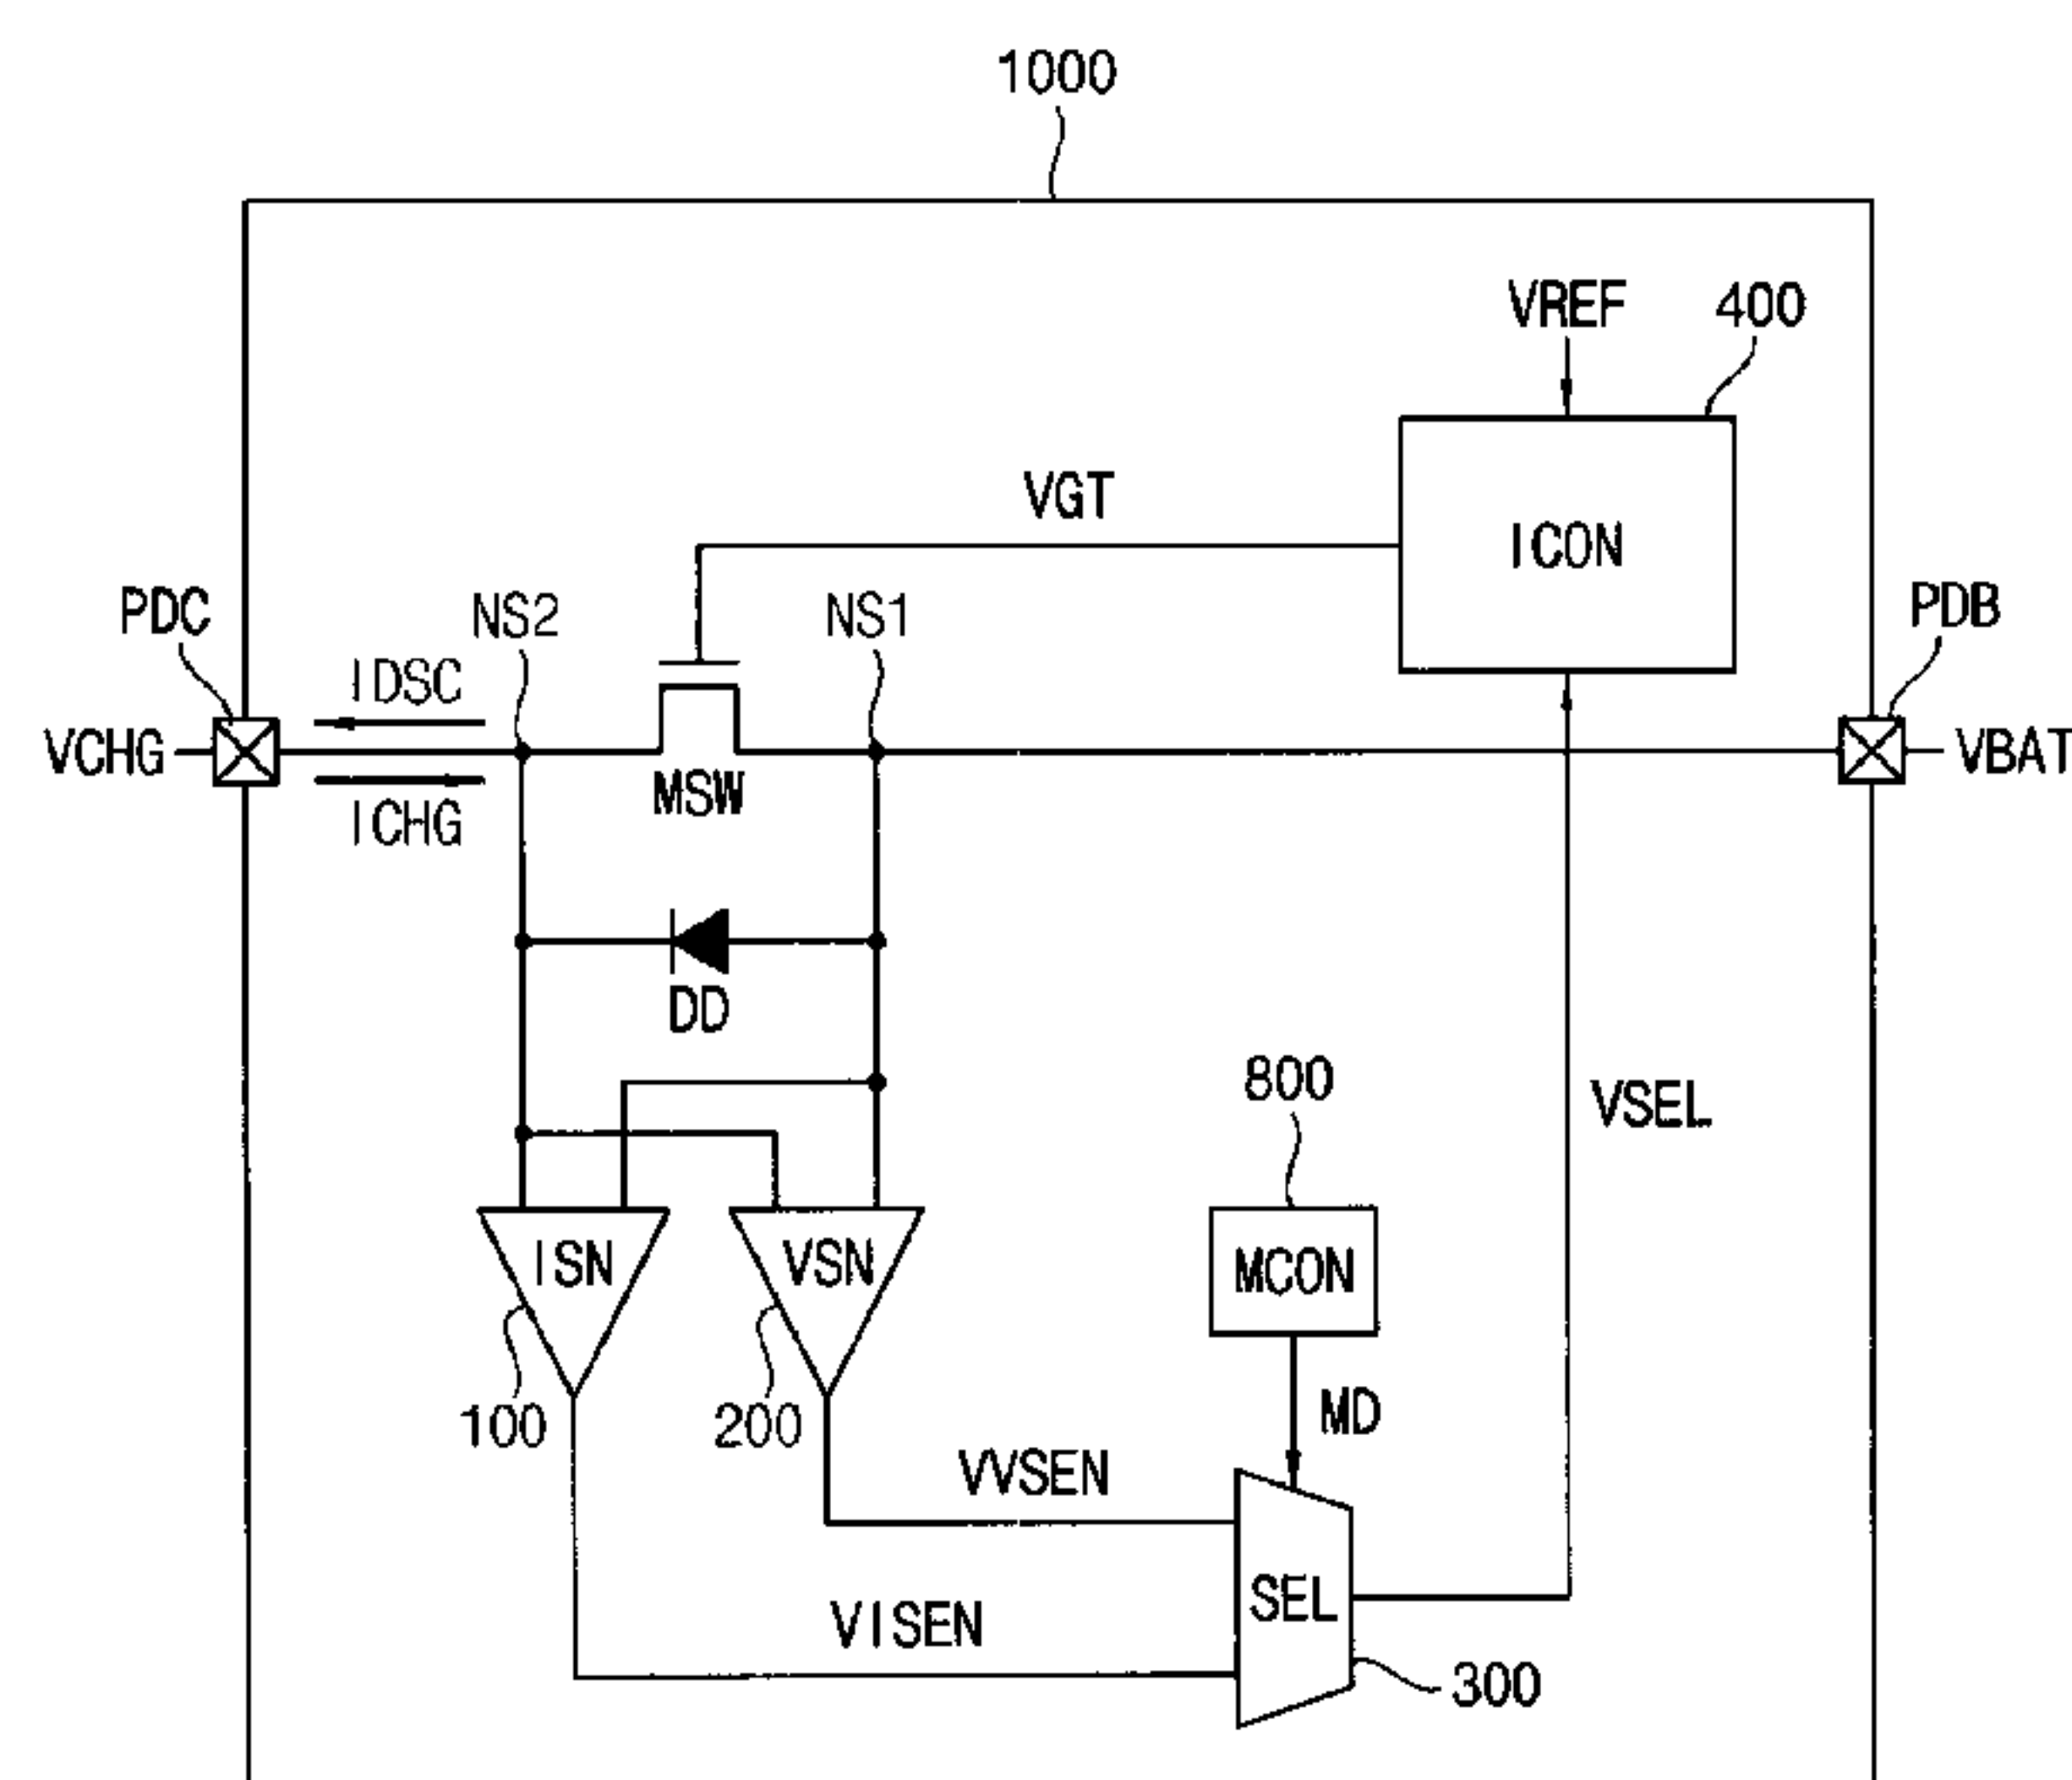 1000
VREF
400
VGT
ICON
PDC
NS2
NS1
PDB
IDSC
VCHG
VBAT
MSW
ICHG
DD
800
VSEL
ISN
VSN
MCON
100
200
MD
VVSEN
SEL
VISEN
300